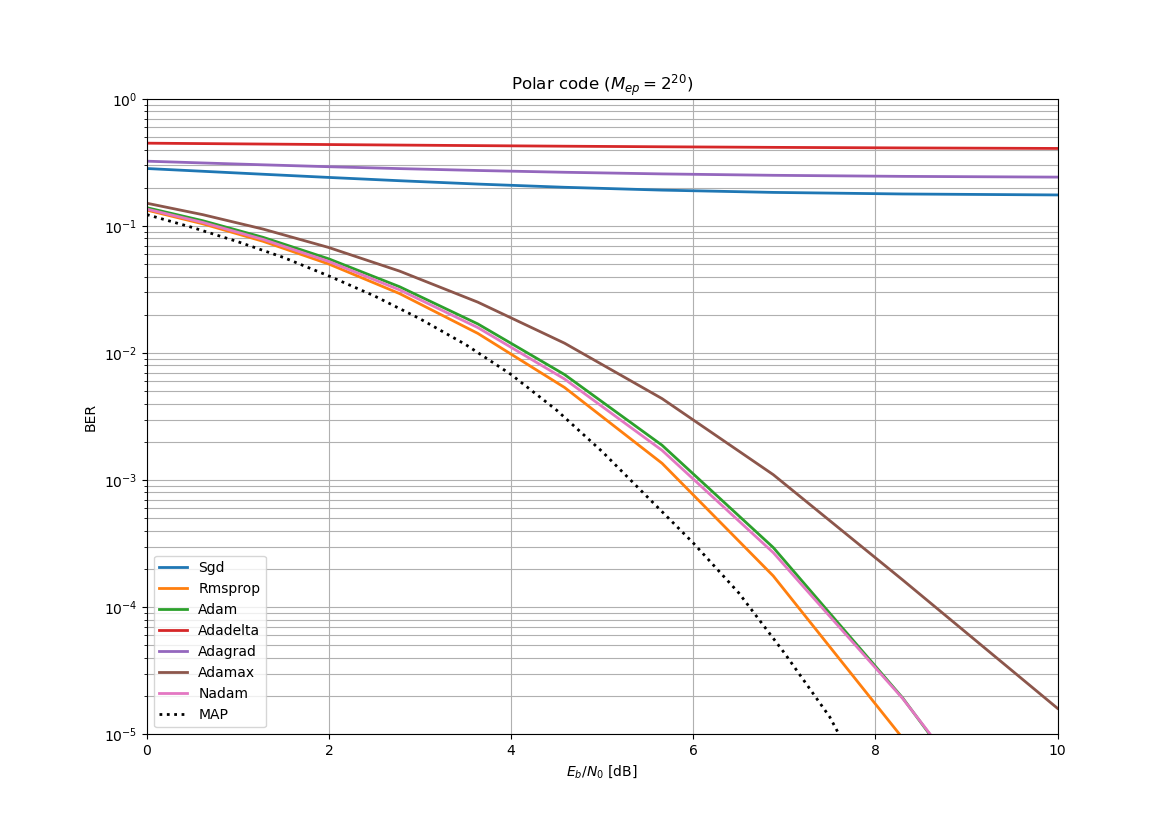 Polar code ($M_{ep} = 2^{20}$)
BER
10^0
10^{-1}
10^{-2}
10^{-3}
10^{-4}
10^{-5}
Sgd
Rmsprop
Adam
Adadelta
Adagrad
Adamax
Nadam
MAP
0 2 4 6 8 10
$E_b/N_0$ [dB]